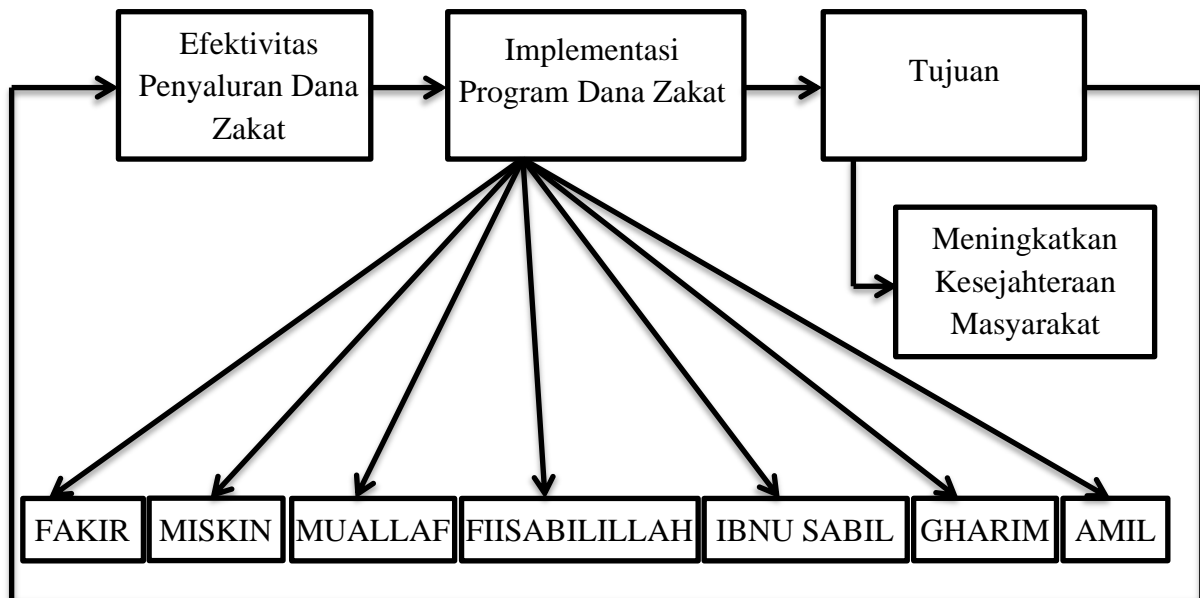 Efektivitas
Penyaluran Dana
Zakat
Implementasi
Program Dana Zakat
Tujuan
Meningkatkan
Kesejahteraan
Masyarakat
FAKIR
MISKIN
MUALLAF
FIISABILILLAH
IBNU SABIL
GHARIM
AMIL